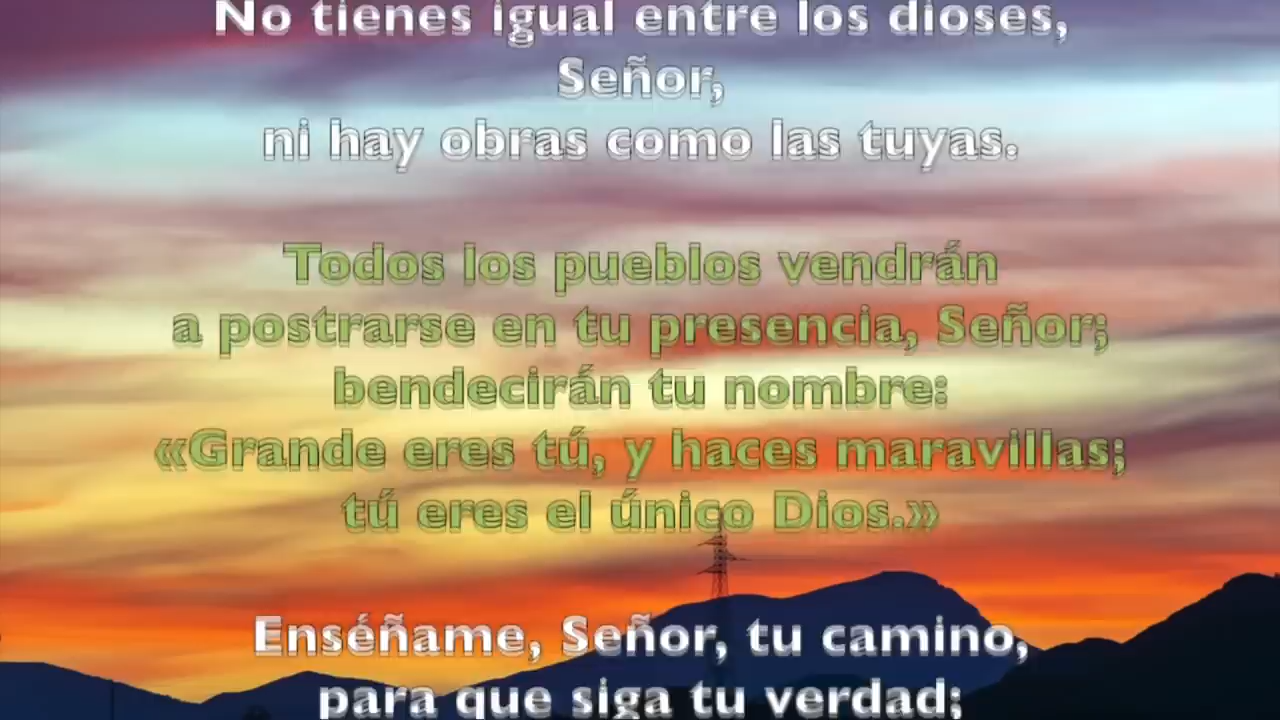 No tienes igual entre los dioses,
Señor,
ni hay obras como las tuyas.
Todos los pueblos vendrán
a postrarse en tu presencia, Señor;
bendecirán tu nombre:
«Grande eres tú, y haces maravillas;
tú eres el único Dios.»
Enséñame, Señor, tu camino,
para que siga tu verdad;